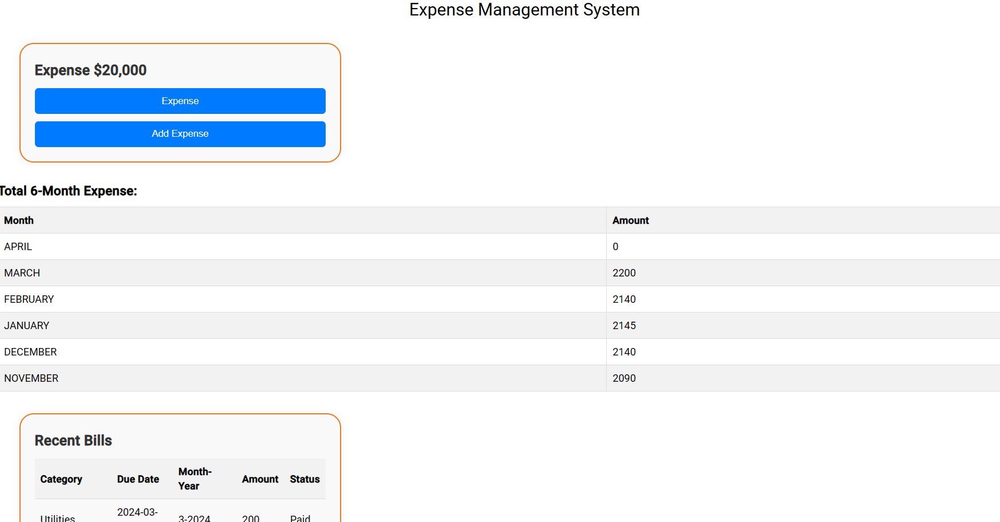 Expense Management System
Expense $20,000
Expense
Add Expense
Total 6-Month Expense:
Month Amount
APRIL 0
MARCH 2200
FEBRUARY 2140
JANUARY 2145
DECEMBER 2140
NOVEMBER 2090
Recent Bills
Category Due Date Month-Year Amount Status
Utilities 2024-03- 3-2024 200 Paid